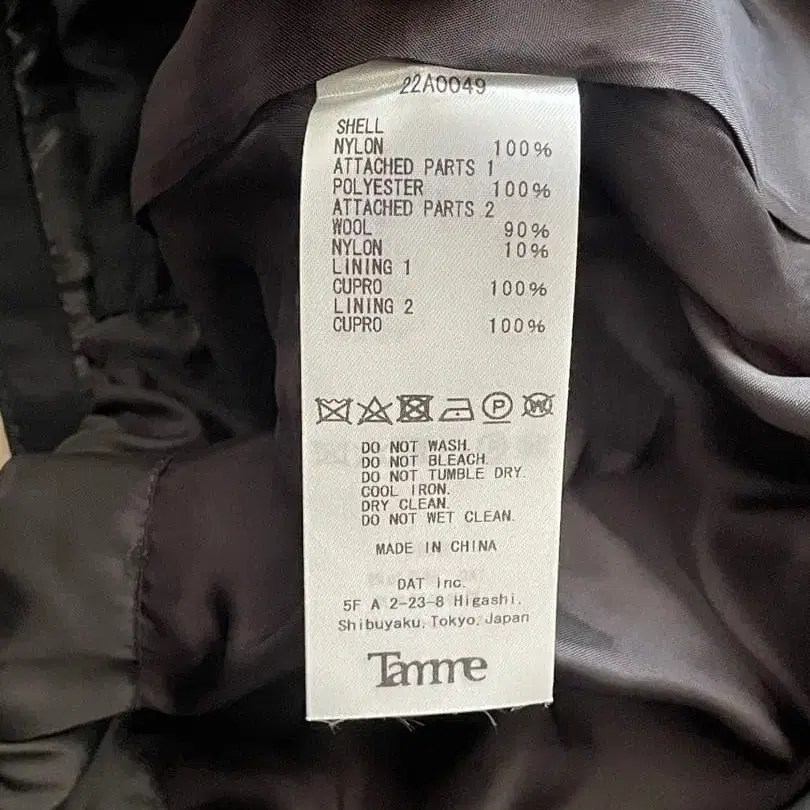 22A0049
SHELL
NYLON 100%
ATTACHED PARTS 1
POLYESTER 100%
ATTACHED PARTS 2
WOOL 90%
NYLON 10%
LINING 1
CUPRO 100%
LINING 2
CUPRO 100%
P W
DO NOT WASH.
DO NOT BLEACH.
DO NOT TUMBLE DRY.
COOL IRON.
DRY CLEAN.
DO NOT WET CLEAN.
MADE IN CHINA
DAT Inc.
5F A 2-23-8 Higashi,
Shibuyaku, Tokyo, Japan
Tamme